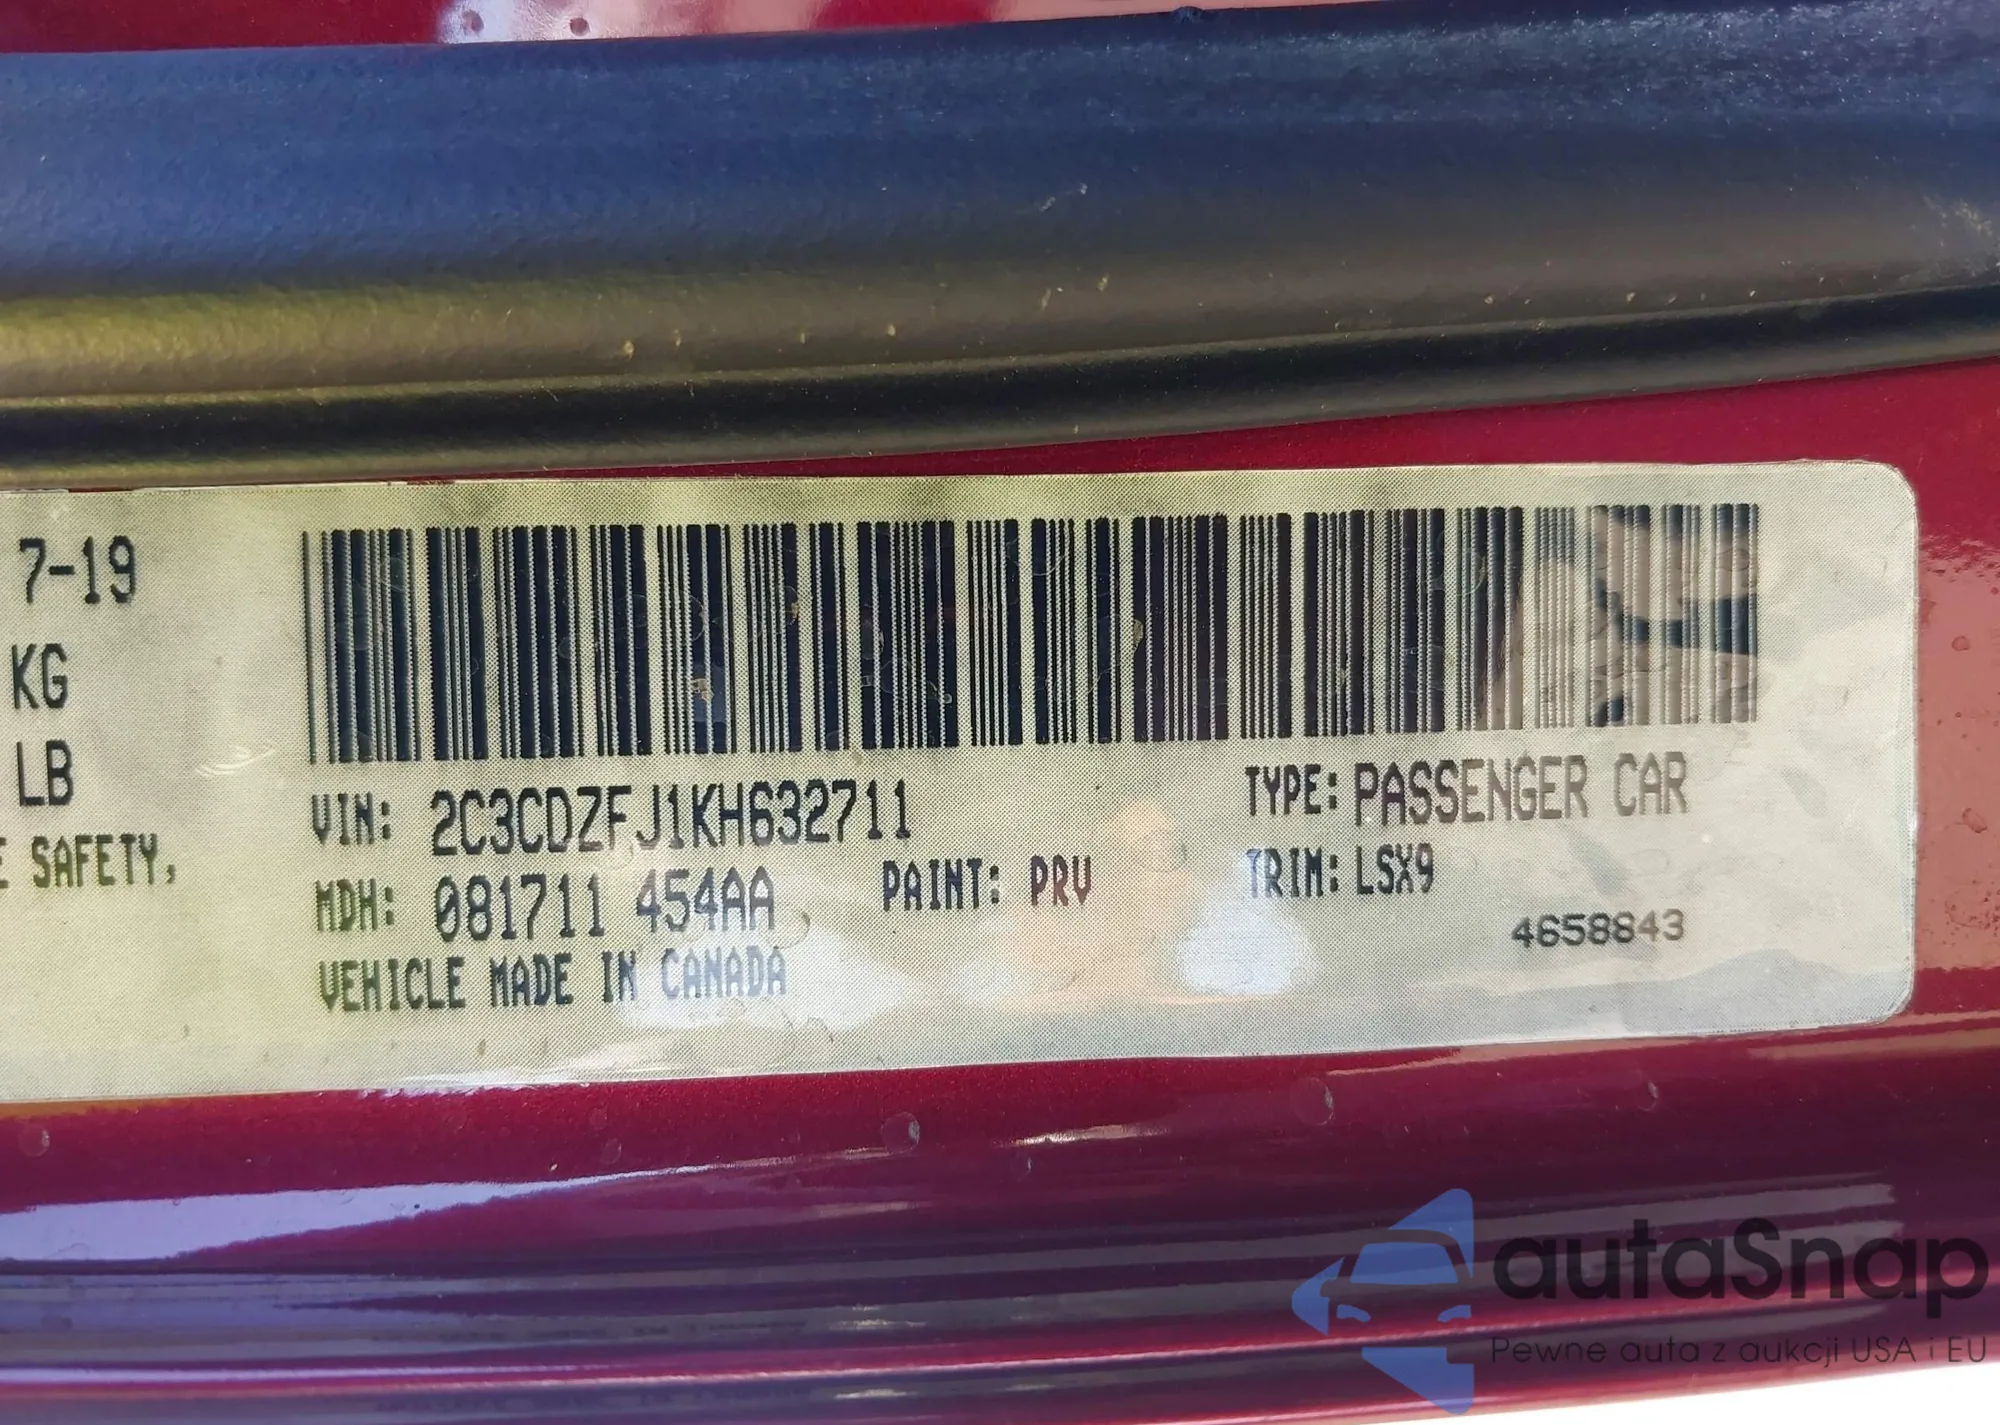 7-19
KG
LB
E SAFETY,
VIN: 2C3CDZFJ1KH632711
TYPE: PASSENGER CAR
MDH: 081711 454AA
PAINT: PRV
TRIM: LSX9
VEHICLE MADE IN CANADA
4658843
autaSnap
Pewne auta z aukcji USA i EU